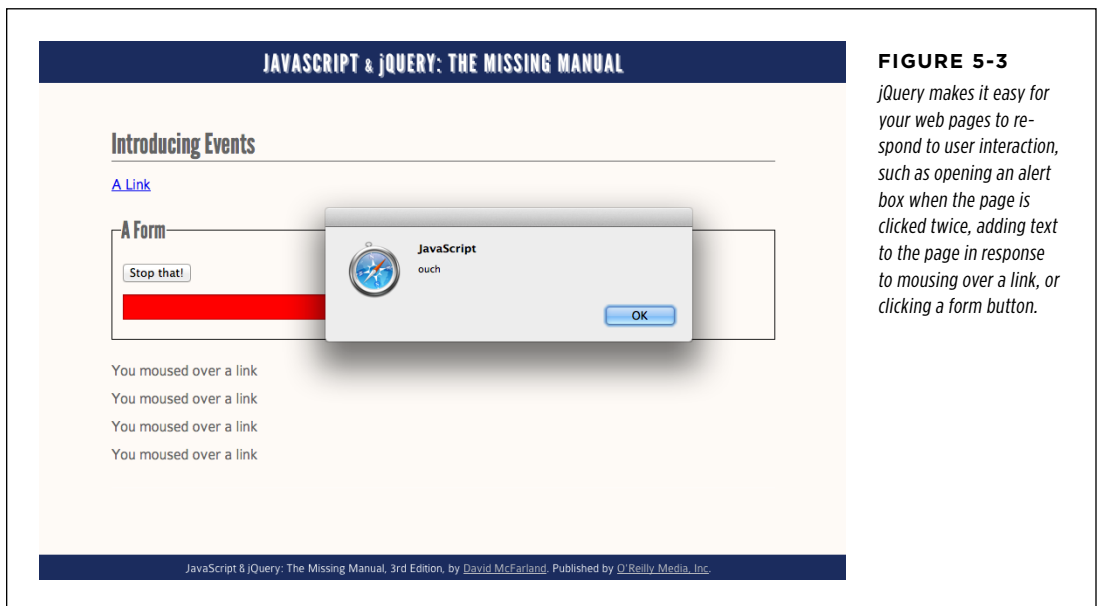 JAVASCRIPT & jQUERY: THE MISSING MANUAL
Introducing Events
A Link
A Form
Stop that!
JavaScript
ouch
OK
You moused over a link
You moused over a link
You moused over a link
You moused over a link
JavaScript & jQuery: The Missing Manual, 3rd Edition, by David McFarland. Published by O'Reilly Media, Inc.
FIGURE 5-3
jQuery makes it easy for
your web pages to re-
spond to user interaction,
such as opening an alert
box when the page is
clicked twice, adding text
to the page in response
to mousing over a link, or
clicking a form button.